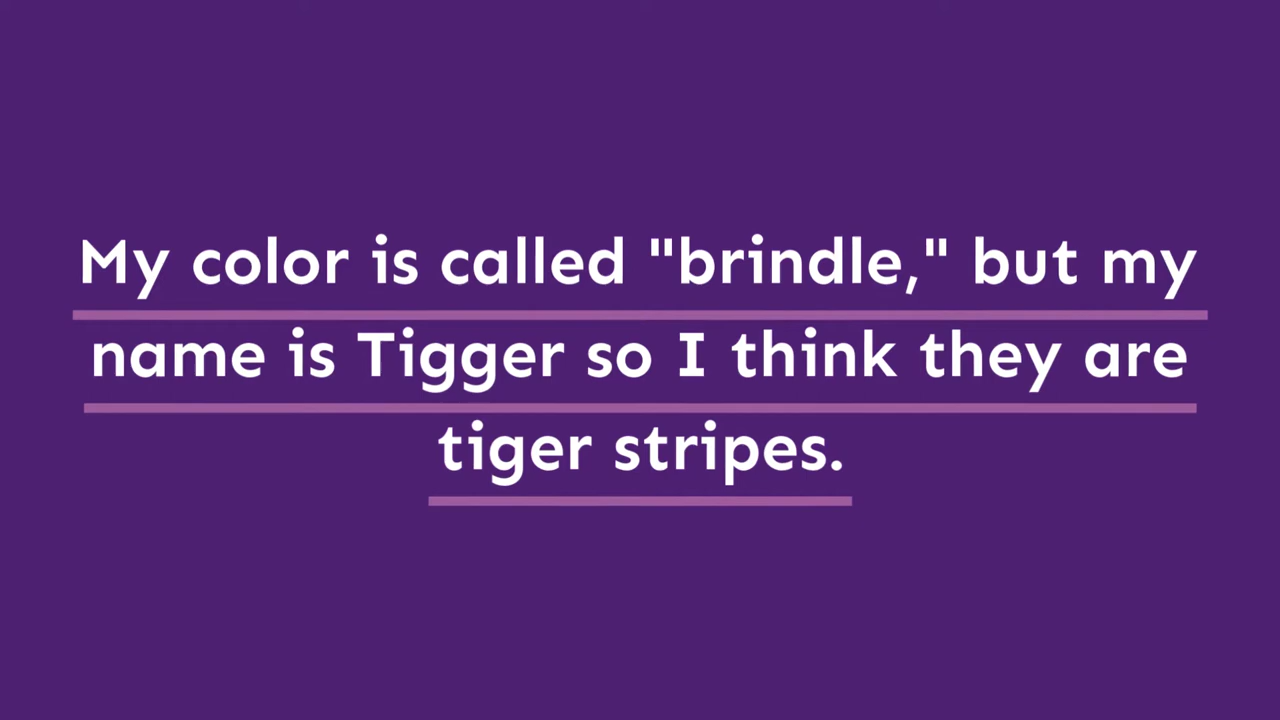 My color is called "brindle," but my
name is Tigger so I think they are
tiger stripes.